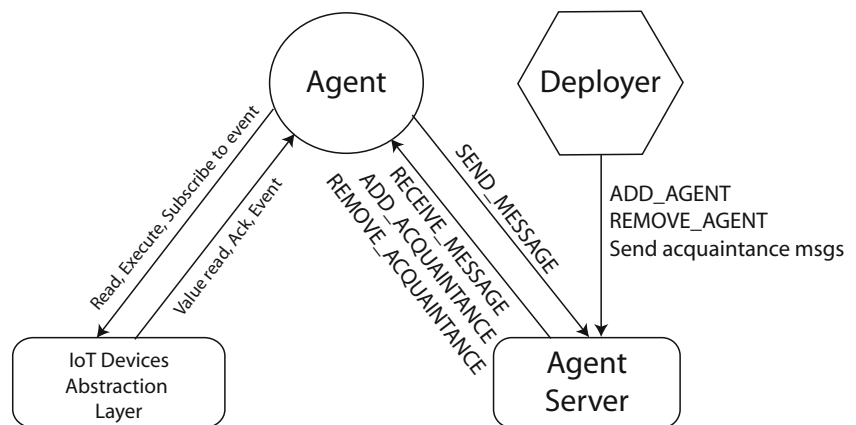 Agent
Deployer
Read, Execute, Subscribe to event
Value read, Ack, Event
SEND_MESSAGE
RECEIVE_MESSAGE
ADD_ACQUAINTANCE
REMOVE_ACQUAINTANCE
ADD_AGENT
REMOVE_AGENT
Send acquaintance msgs
IoT Devices
Abstraction
Layer
Agent
Server